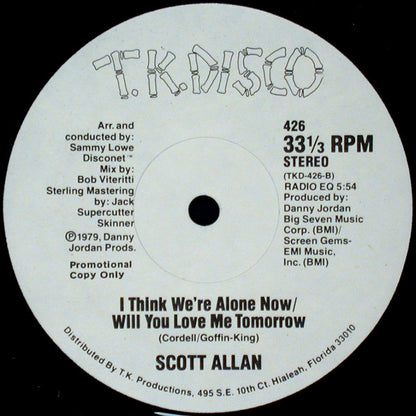 T.K.DISCO
Arr. and
conducted by:
Sammy Lowe
Disconet™
Mix by:
Bob Viteritti
Sterling Mastering
by: Jack
Supercutter
Skinner
Ⓟ1979, Danny
Jordan Prods.
Promotional
Copy Only
426
33 1/3 RPM
STEREO
(TKD-426-B)
RADIO EQ 5:54
Produced by:
Danny Jordan
Big Seven Music
Corp. (BMI)/
Screen Gems-
EMI Music,
Inc. (BMI)
I Think We're Alone Now/
Will You Love Me Tomorrow
(Cordell/Goffin-King)
SCOTT ALLAN
Distributed By T.K. Productions, 495 S.E. 10th Ct. Hialeah, Florida 33010